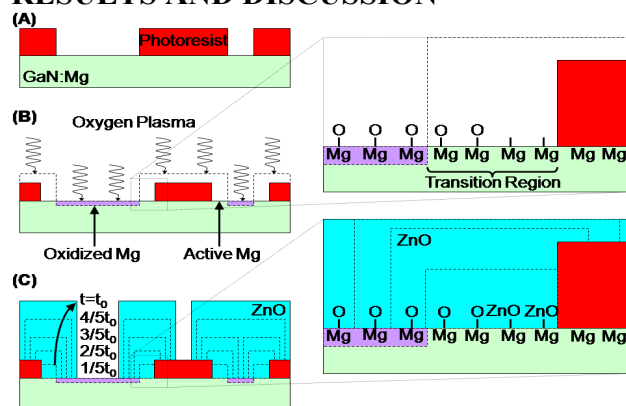 RESULTS AND DISCUSSION
(A)
Photoresist
GaN:Mg
(B)
Oxygen Plasma
Oxidized Mg
Active Mg
O O O O O
Mg Mg Mg Mg Mg Mg Mg Mg
Transition Region
(C)
t=t₀
4/5t₀
3/5t₀
2/5t₀
1/5t₀
ZnO
ZnO
O O O O O ZnO ZnO
Mg Mg Mg Mg Mg Mg Mg Mg